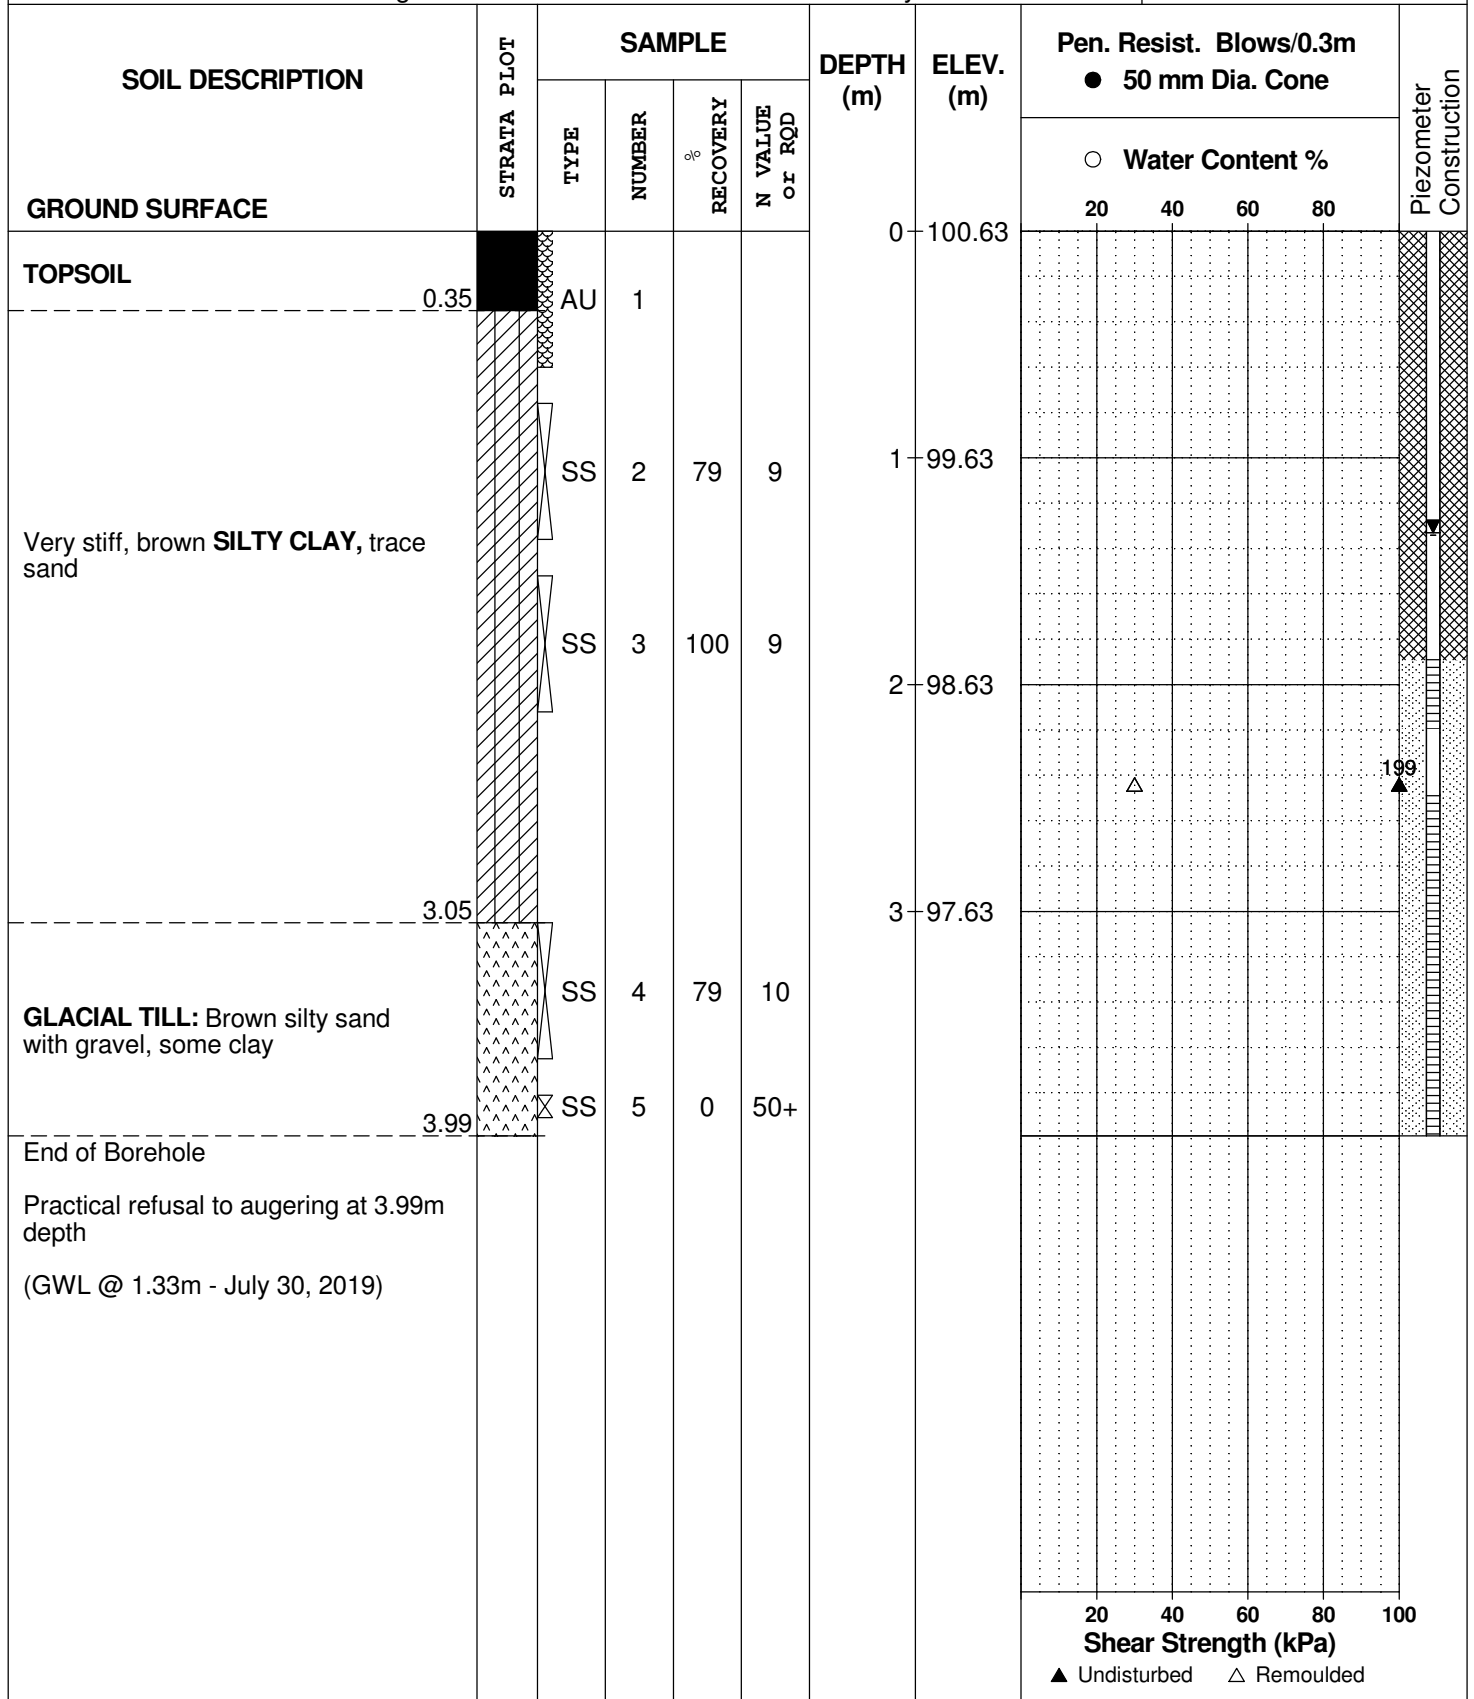 SOIL DESCRIPTION
GROUND SURFACE
STRATA PLOT
SAMPLE
TYPE
NUMBER
%
RECOVERY
N VALUE
or RQD
DEPTH
(m)
ELEV.
(m)
Pen. Resist. Blows/0.3m
● 50 mm Dia. Cone
○ Water Content %
20 40 60 80
Piezometer
Construction
0 100.63
TOPSOIL
0.35
AU 1
SS 2 79 9
1 99.63
Very stiff, brown SILTY CLAY, trace
sand
SS 3 100 9
2 98.63
199
3.05
3 97.63
SS 4 79 10
GLACIAL TILL: Brown silty sand
with gravel, some clay
SS 5 0 50+
3.99
End of Borehole
Practical refusal to augering at 3.99m
depth
(GWL @ 1.33m - July 30, 2019)
20 40 60 80 100
Shear Strength (kPa)
▲ Undisturbed △ Remoulded